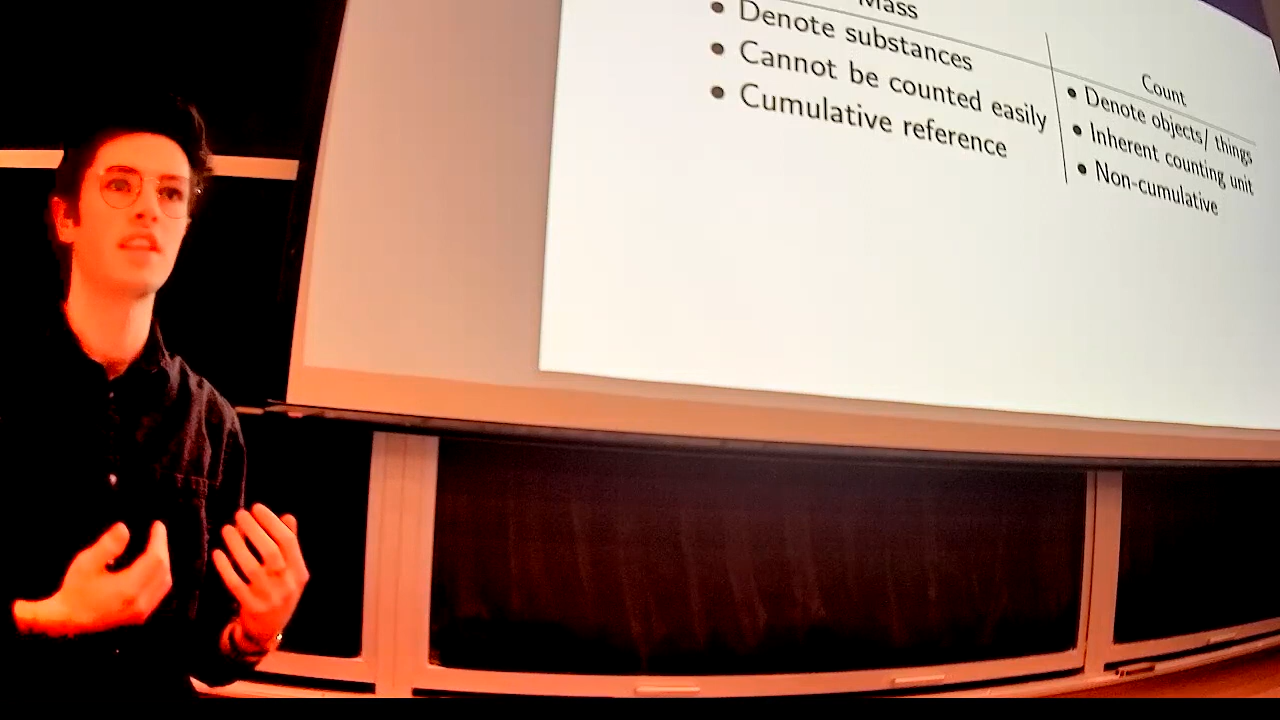 Mass
• Denote substances
• Cannot be counted easily
• Cumulative reference
Count
• Denote objects/ things
• Inherent counting unit
• Non-cumulative